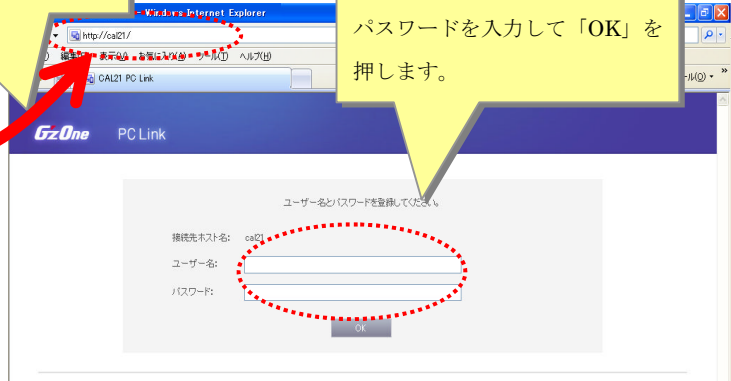 - Windows Internet Explorer
パスワードを入力して「OK」を
押します。
http://cal21/
ヘルプ(H)
CAL21 PC Link
G'zOne PC Link
ユーザー名とパスワードを登録してください。
接続先ホスト名: cal21
ユーザー名:
パスワード:
OK